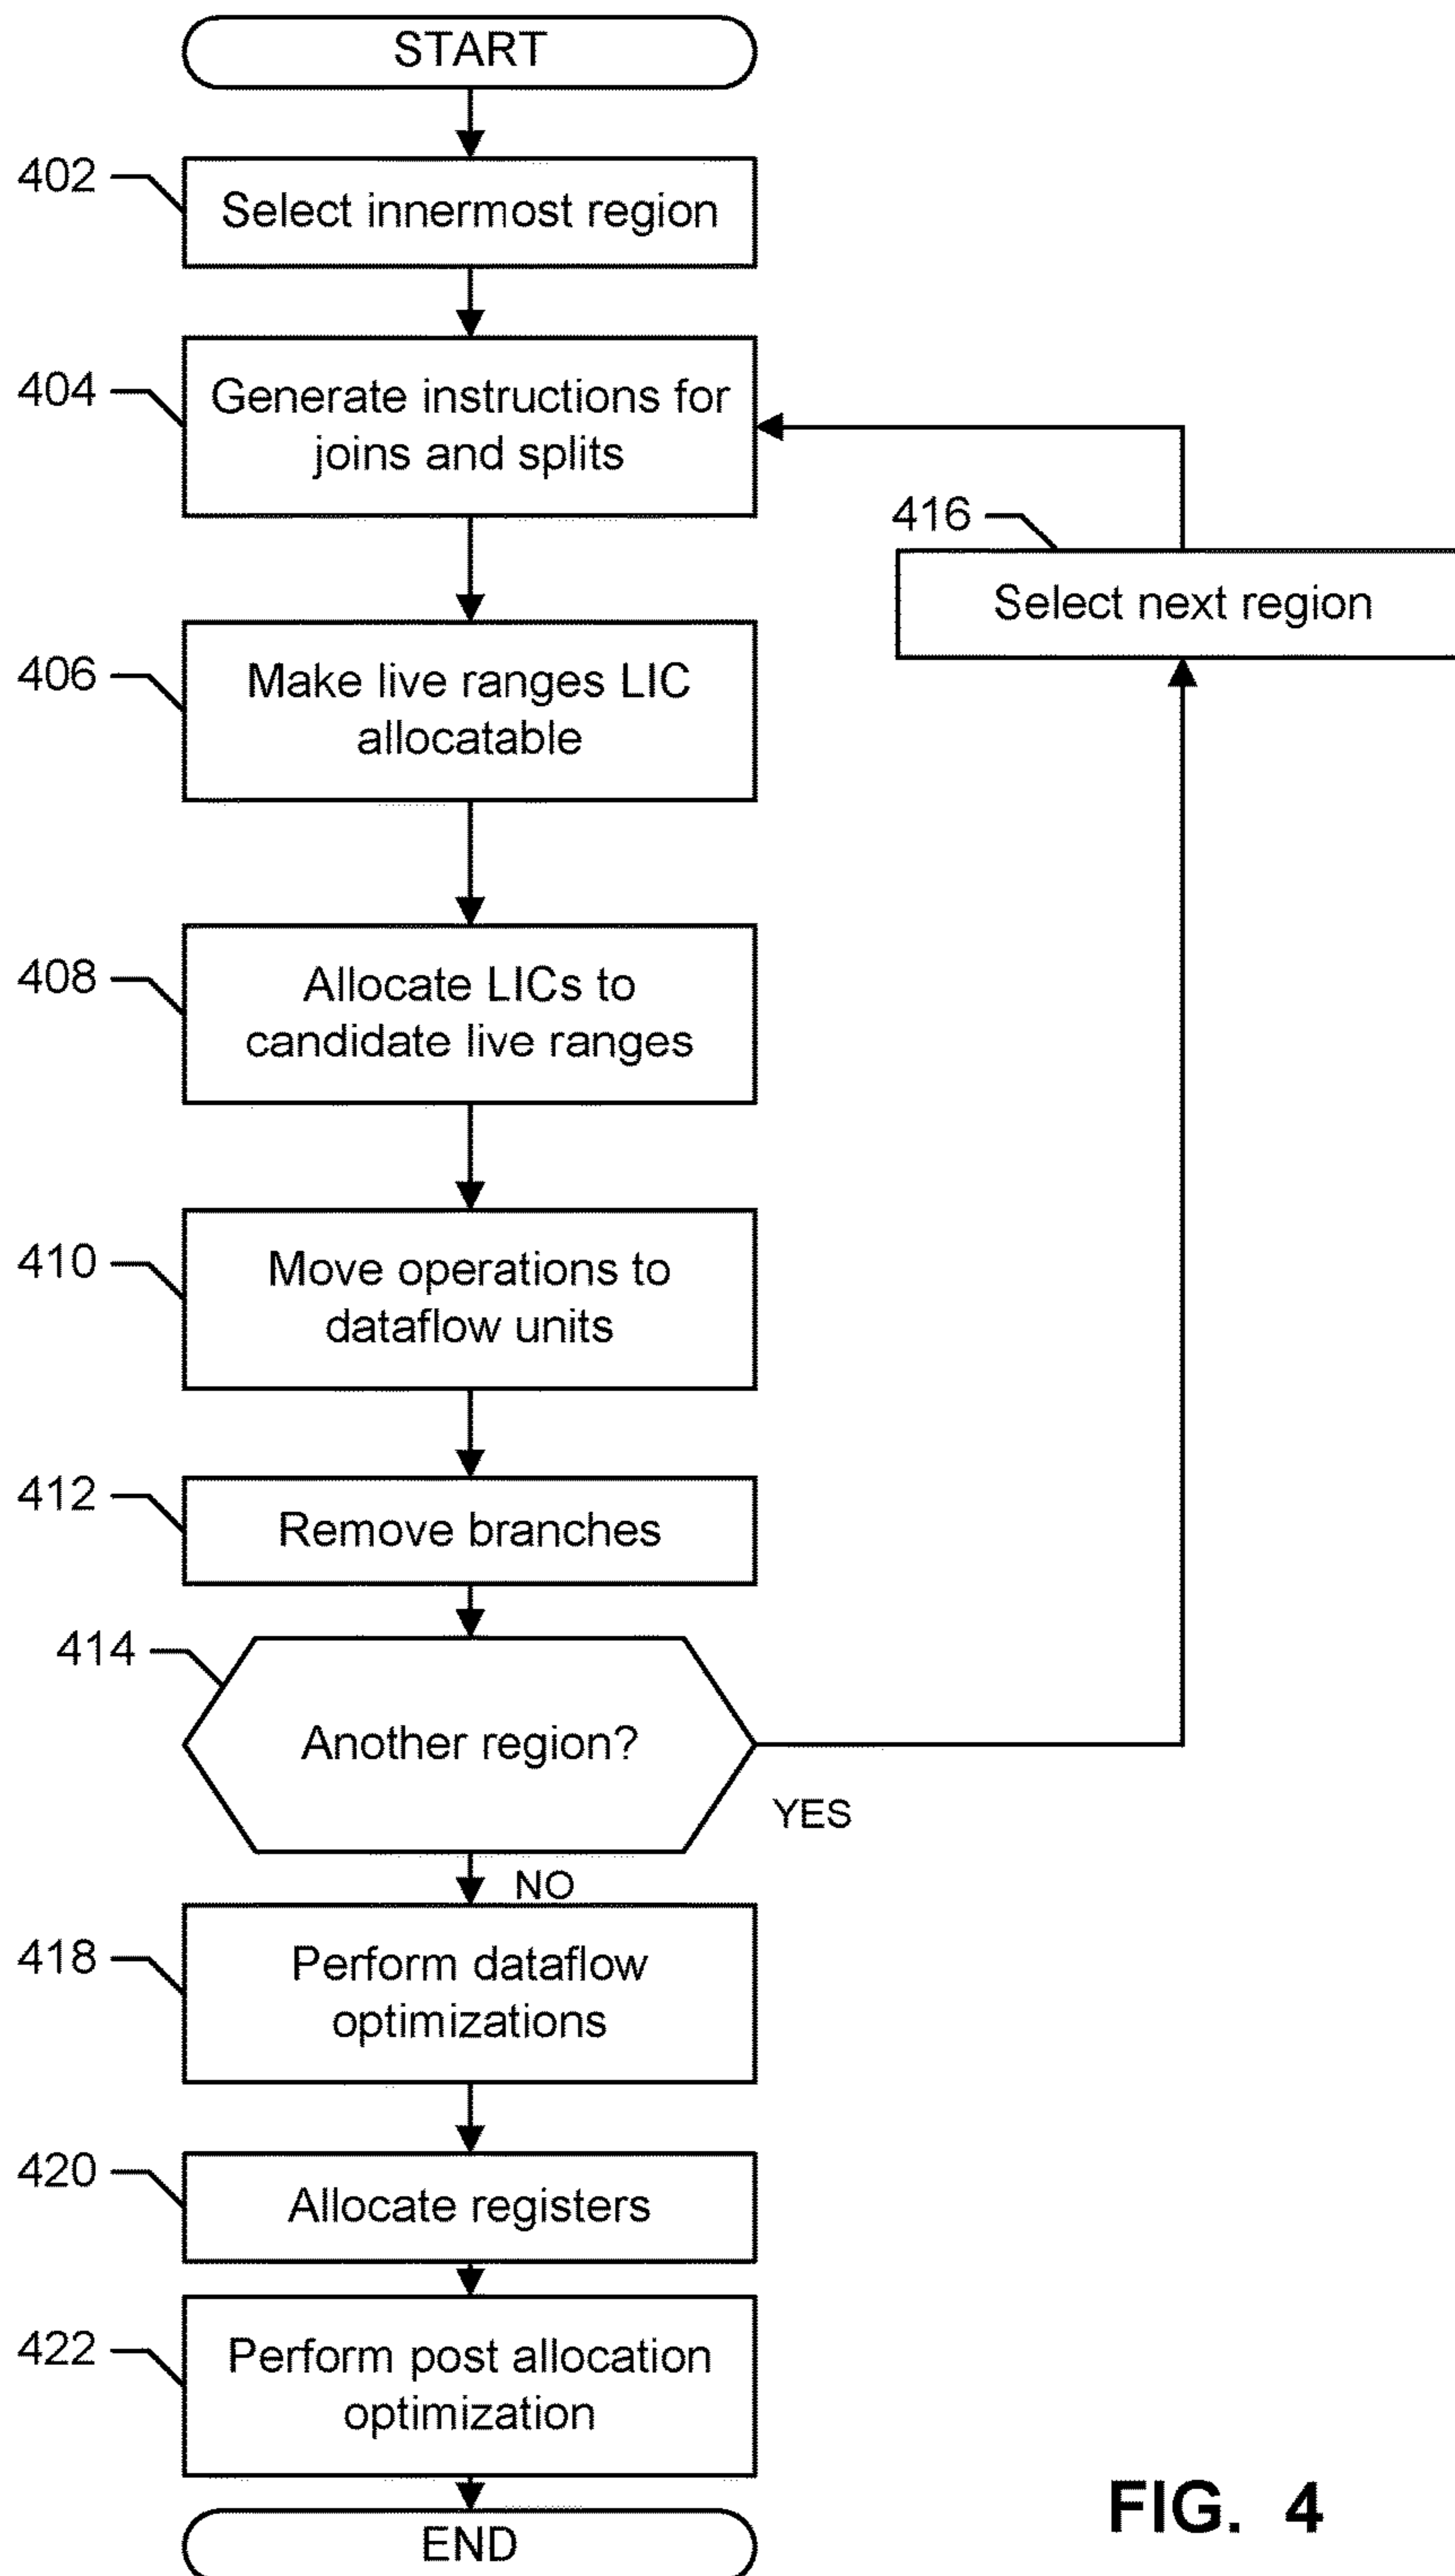 START
402
Select innermost region
404
Generate instructions for
joins and splits
416
Select next region
406
Make live ranges LIC
allocatable
408
Allocate LICs to
candidate live ranges
410
Move operations to
dataflow units
412
Remove branches
414
Another region?
YES
NO
418
Perform dataflow
optimizations
420
Allocate registers
422
Perform post allocation
optimization
END
FIG. 4